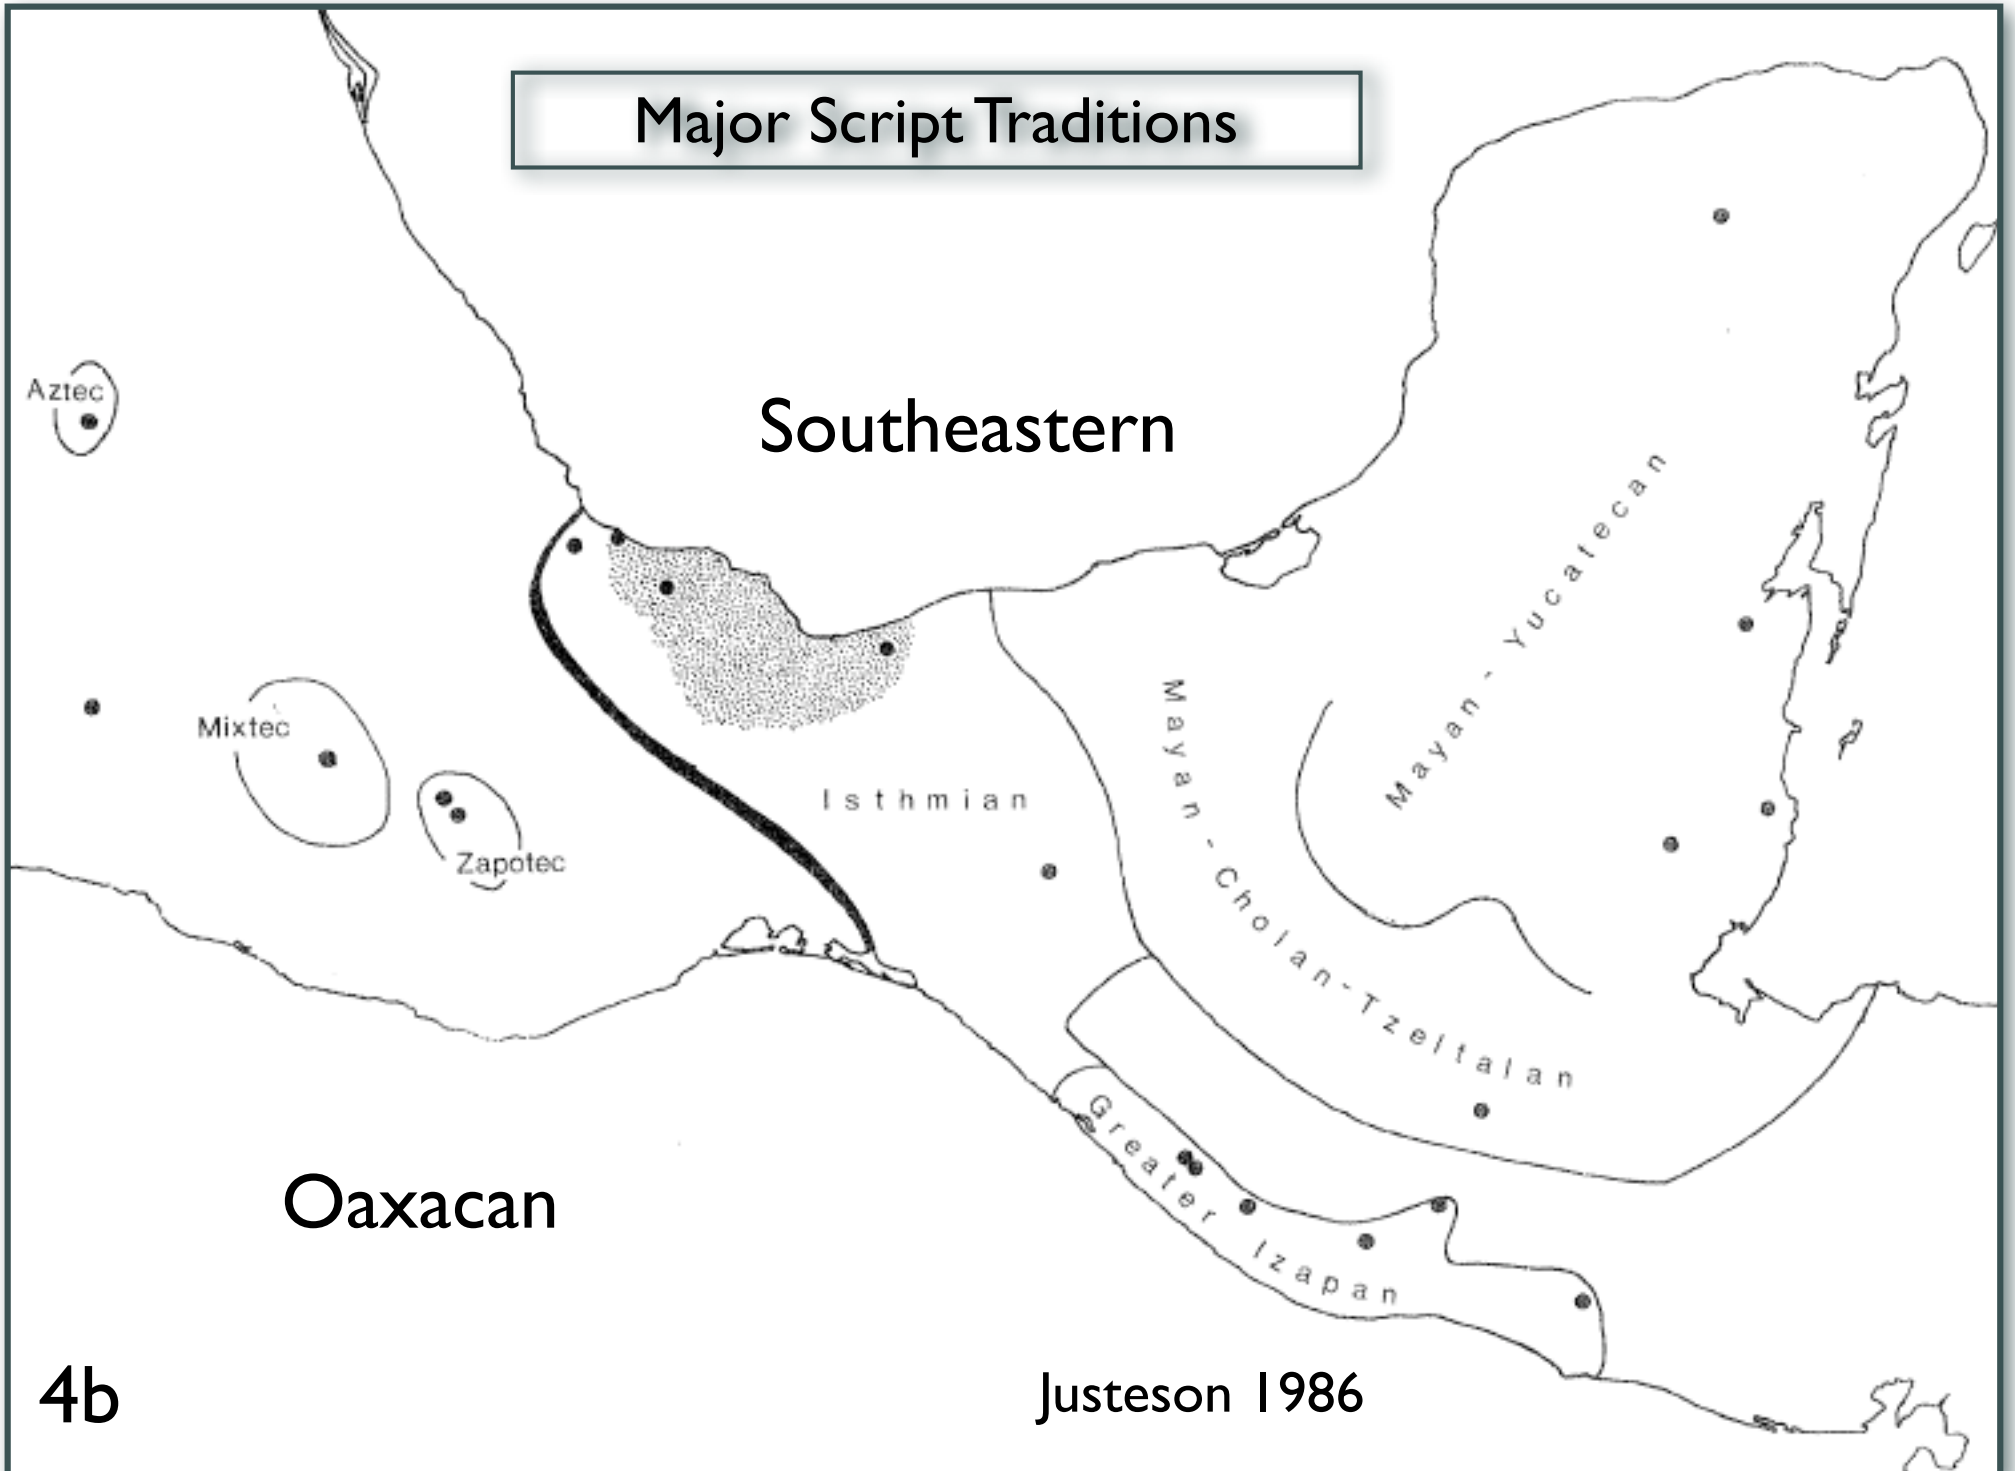 Major Script Traditions
Aztec
Southeastern
Mayan - Yucatecan
Mixtec
Mayan - Cholan - Tzeltalan
Isthmian
Zapotec
Greater Izapan
Oaxacan
4b
Justeson 1986